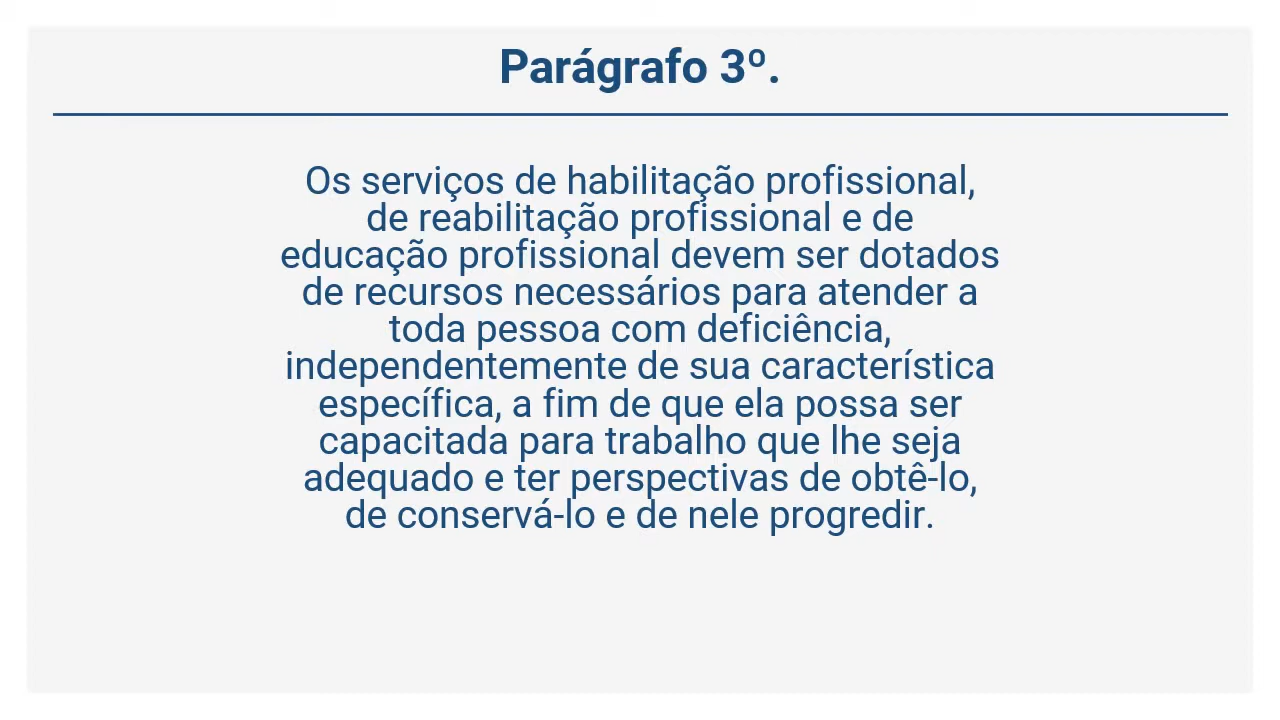 Parágrafo 3º.
Os serviços de habilitação profissional,
de reabilitação profissional e de
educação profissional devem ser dotados
de recursos necessários para atender a
toda pessoa com deficiência,
independentemente de sua característica
específica, a fim de que ela possa ser
capacitada para trabalho que lhe seja
adequado e ter perspectivas de obtê-lo,
de conservá-lo e de nele progredir.